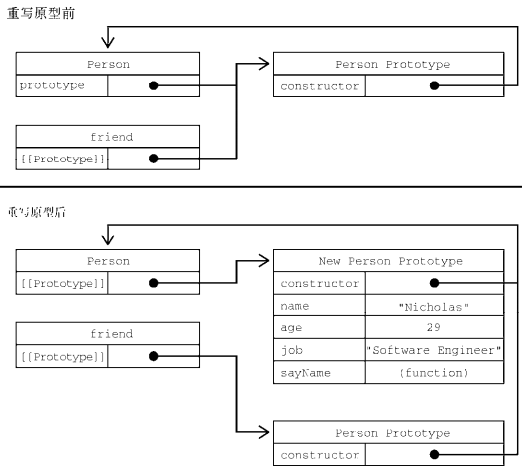 重写原型前
Person
prototype
Person Prototype
constructor
friend
[[Prototype]]
重写原型后
Person
[[Prototype]]
New Person Prototype
constructor
name "Nicholas"
age 29
job "Software Engineer"
sayName (function)
friend
[[Prototype]]
Person Prototype
constructor